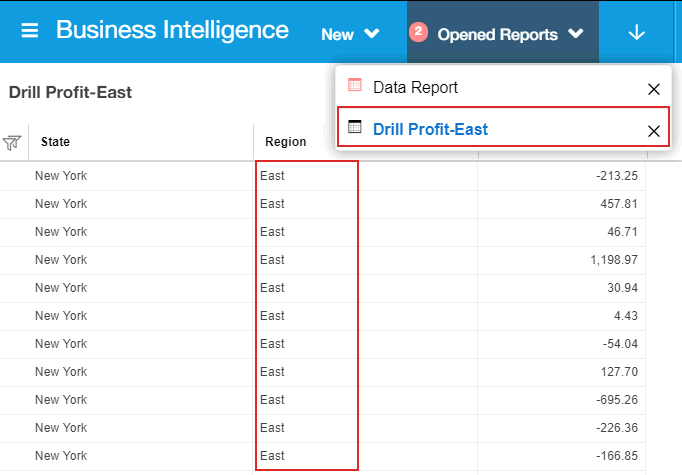 Business Intelligence New 2 Opened Reports
Data Report
Drill Profit-East
Drill Profit-East
State Region
New York East -213.25
New York East 457.81
New York East 46.71
New York East 1,198.97
New York East 30.94
New York East 4.43
New York East -54.04
New York East 127.70
New York East -695.26
New York East -226.36
New York East -166.85